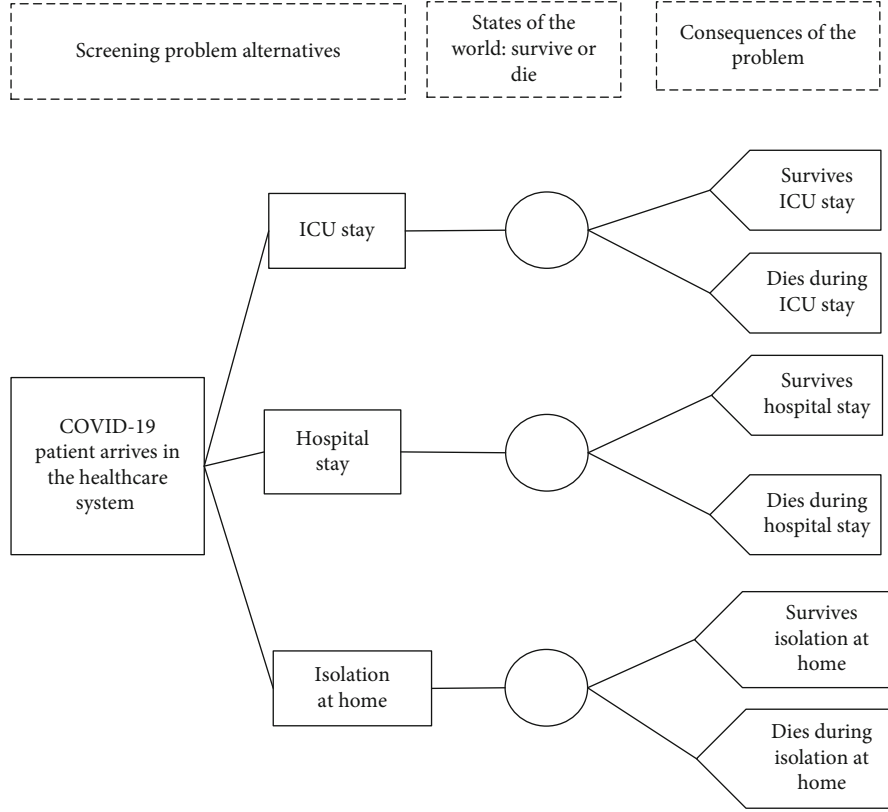 Screening problem alternatives
States of the
world: survive or
die
Consequences of the
problem
COVID-19
patient arrives in
the healthcare
system
ICU stay
Survives
ICU stay
Dies during
ICU stay
Hospital
stay
Survives
hospital stay
Dies during
hospital stay
Isolation
at home
Survives
isolation at
home
Dies during
isolation at
home